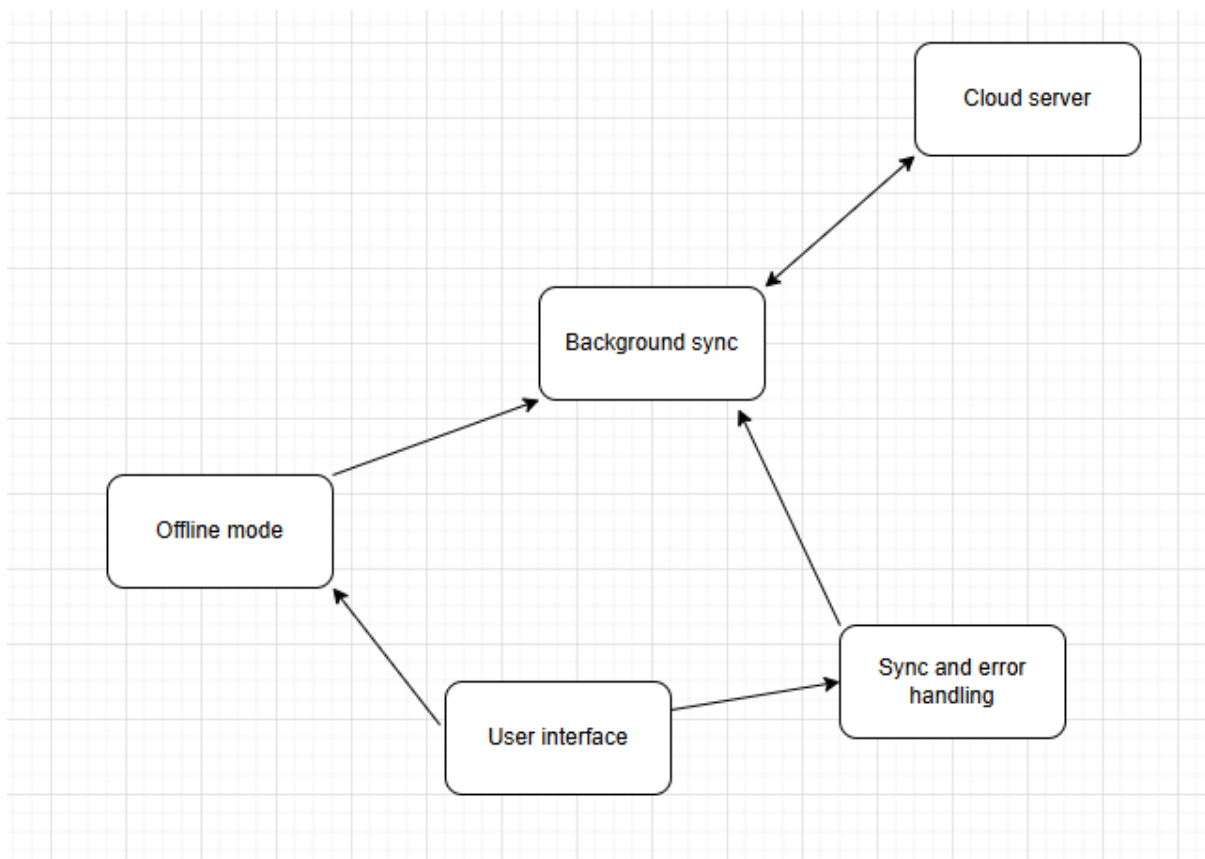 Cloud server
Background sync
Offline mode
Sync and error
handling
User interface